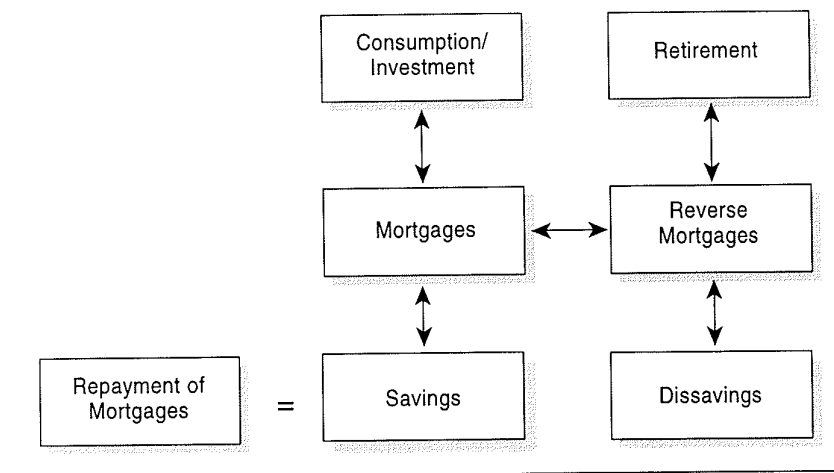 Consumption/
Investment
Retirement
Mortgages
Reverse
Mortgages
Repayment of
Mortgages
=
Savings
Dissavings